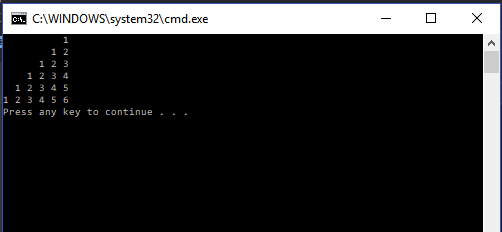 C:\WINDOWS\system32\cmd.exe
          1
        1 2
      1 2 3
    1 2 3 4
  1 2 3 4 5
1 2 3 4 5 6
Press any key to continue . . .